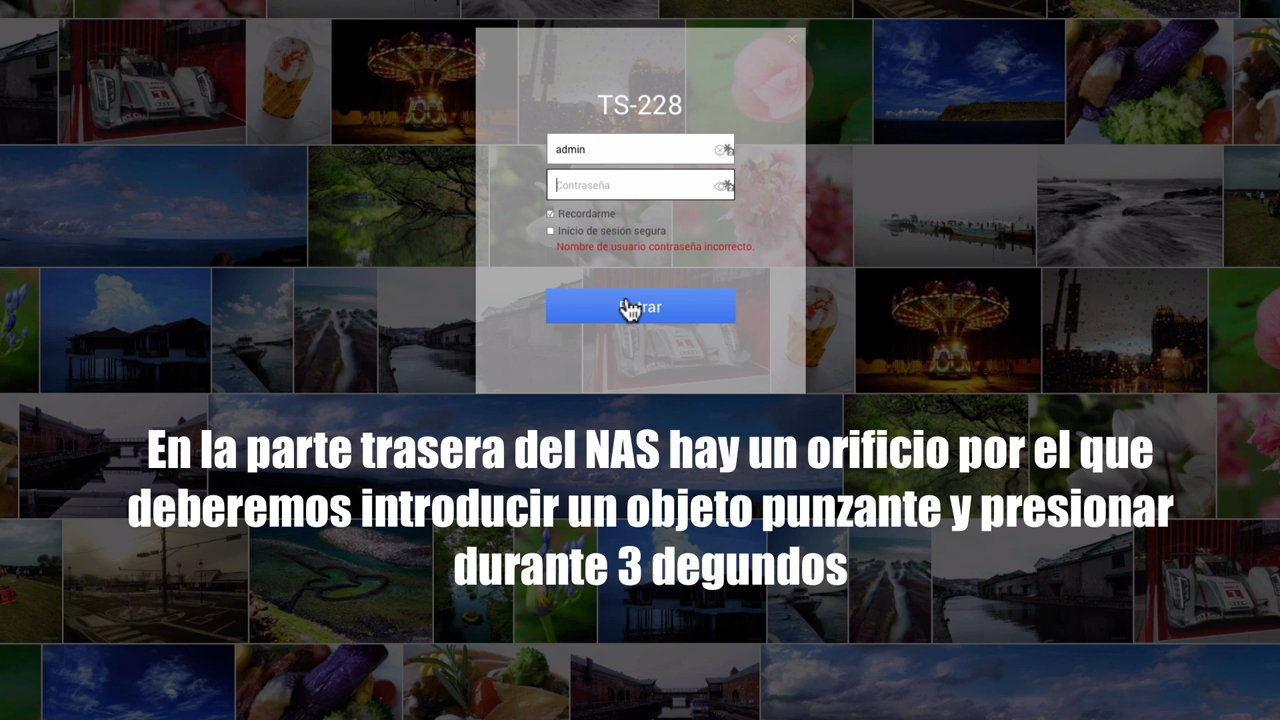 TS-228
admin
Contraseña
Recordarme
Inicio de sesión segura
Nombre de usuario contraseña incorrecto.
En la parte trasera del NAS hay un orificio por el que
deberemos introducir un objeto punzante y presionar
durante 3 degundos